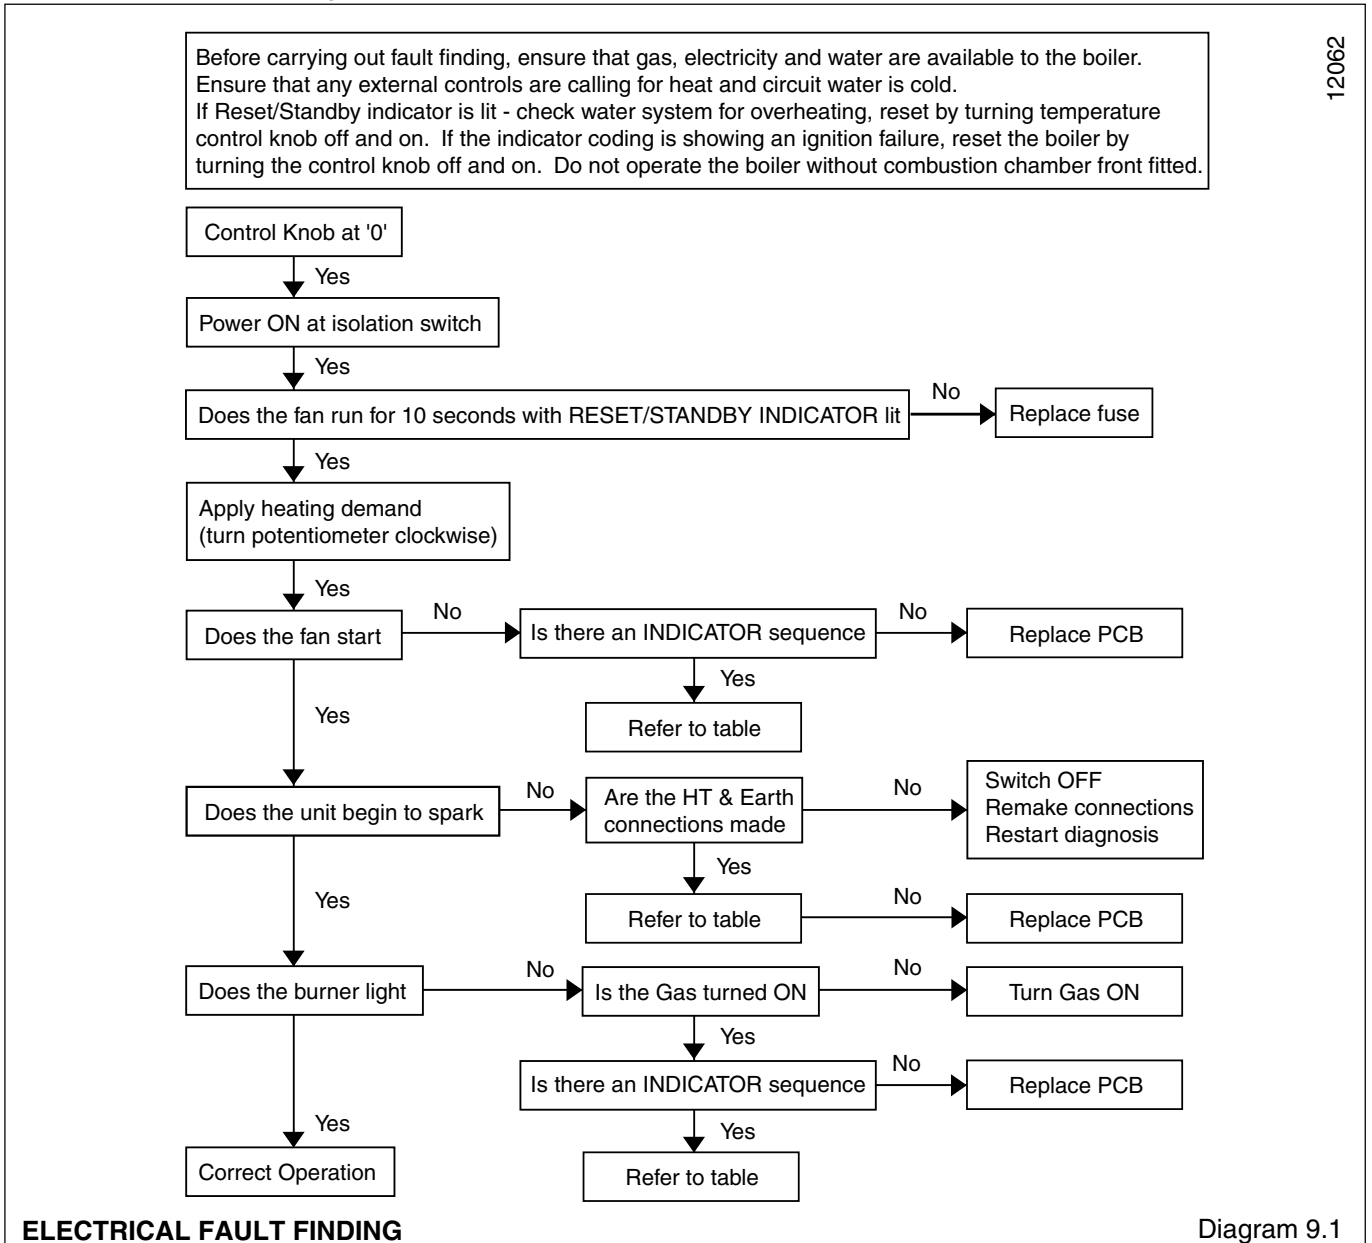 Before carrying out fault finding, ensure that gas, electricity and water are available to the boiler.
Ensure that any external controls are calling for heat and circuit water is cold.
If Reset/Standby indicator is lit - check water system for overheating, reset by turning temperature
control knob off and on.  If the indicator coding is showing an ignition failure, reset the boiler by
turning the control knob off and on.  Do not operate the boiler without combustion chamber front fitted.
12062
Control Knob at '0'
Yes
Power ON at isolation switch
Yes
Does the fan run for 10 seconds with RESET/STANDBY INDICATOR lit
No
Replace fuse
Yes
Apply heating demand
(turn potentiometer clockwise)
Yes
Does the fan start
No
Is there an INDICATOR sequence
No
Replace PCB
Yes
Refer to table
Yes
Does the unit begin to spark
No
Are the HT & Earth
connections made
No
Switch OFF
Remake connections
Restart diagnosis
Yes
Refer to table
No
Replace PCB
Yes
Does the burner light
No
Is the Gas turned ON
No
Turn Gas ON
Yes
Is there an INDICATOR sequence
No
Replace PCB
Yes
Refer to table
Yes
Correct Operation
ELECTRICAL FAULT FINDING
Diagram 9.1